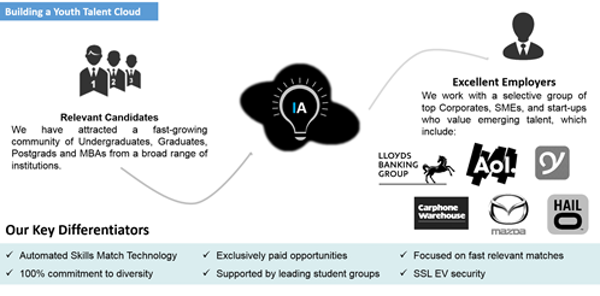 Building a Youth Talent Cloud
1 2 3
Relevant Candidates
We have attracted a fast-growing
community of Undergraduates, Graduates,
Postgrads and MBAs from a broad range of
institutions.
IA
Excellent Employers
We work with a selective group of
top Corporates, SMEs, and start-ups
who value emerging talent, which
include:
LLOYDS
BANKING
GROUP
Aol.
Carphone
Warehouse
mazda
HAIL
O
Our Key Differentiators
✓ Automated Skills Match Technology
✓ Exclusively paid opportunities
✓ Focused on fast relevant matches
✓ 100% commitment to diversity
✓ Supported by leading student groups
✓ SSL EV security